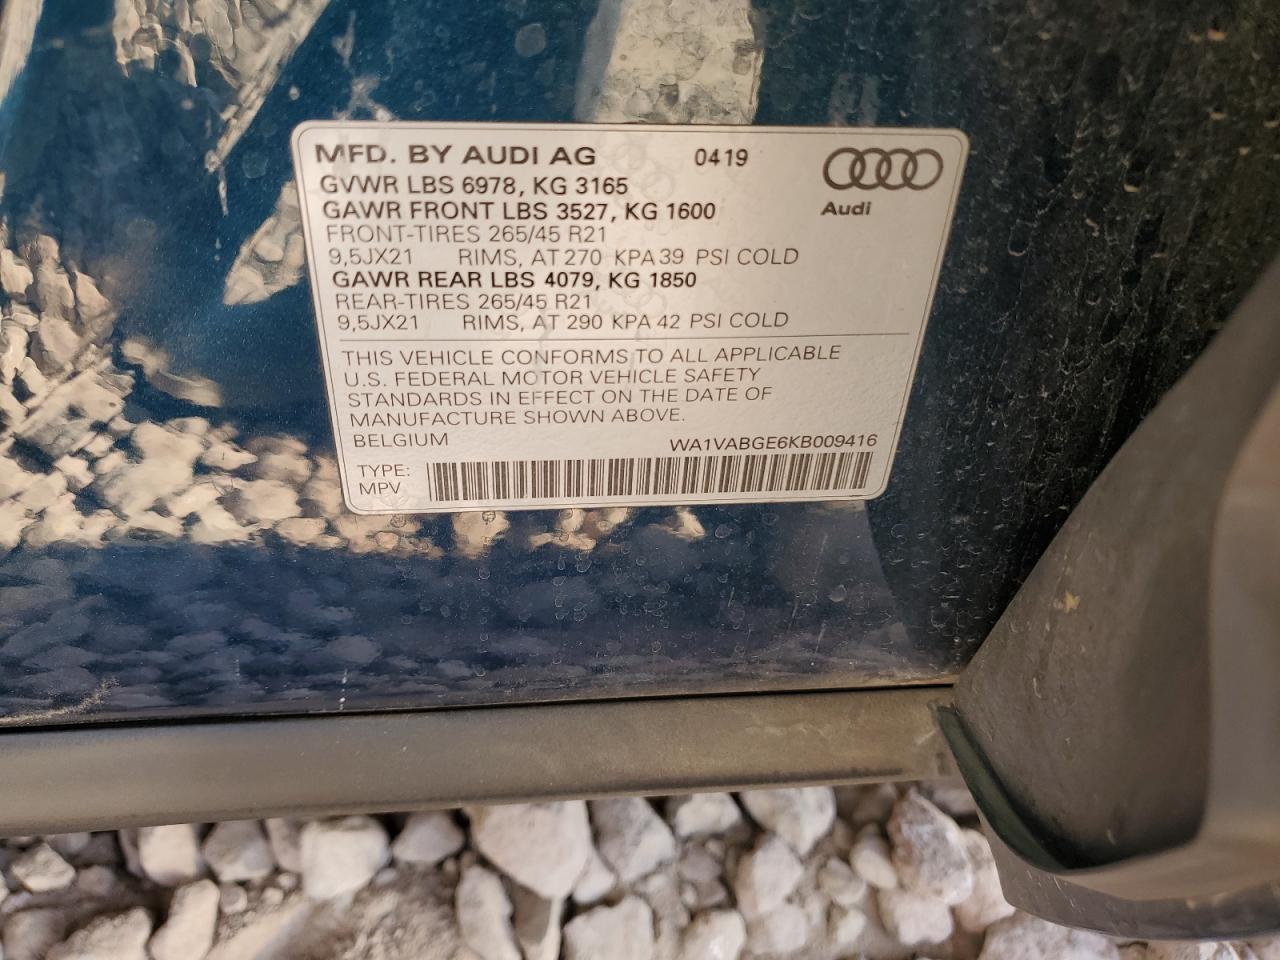 MFD. BY AUDI AG 0419
GVWR LBS 6978, KG 3165
GAWR FRONT LBS 3527, KG 1600
Audi
FRONT-TIRES 265/45 R21
9,5JX21 RIMS, AT 270 KPA 39 PSI COLD
GAWR REAR LBS 4079, KG 1850
REAR-TIRES 265/45 R21
9,5JX21 RIMS, AT 290 KPA 42 PSI COLD
THIS VEHICLE CONFORMS TO ALL APPLICABLE
U.S. FEDERAL MOTOR VEHICLE SAFETY
STANDARDS IN EFFECT ON THE DATE OF
MANUFACTURE SHOWN ABOVE.
BELGIUM WA1VABGE6KB009416
TYPE:
MPV